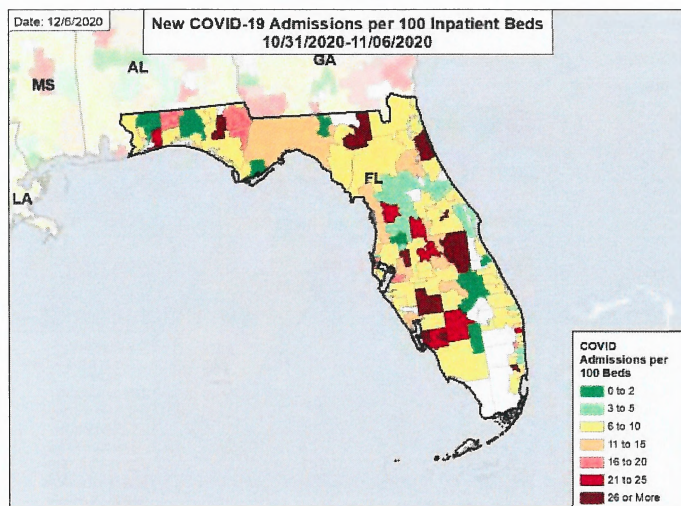 Date: 12/6/2020
New COVID-19 Admissions per 100 Inpatient Beds
10/31/2020-11/06/2020
MS
AL
GA
LA
FL
COVID
Admissions per
100 Beds
0 to 2
3 to 5
6 to 10
11 to 15
16 to 20
21 to 25
26 or More